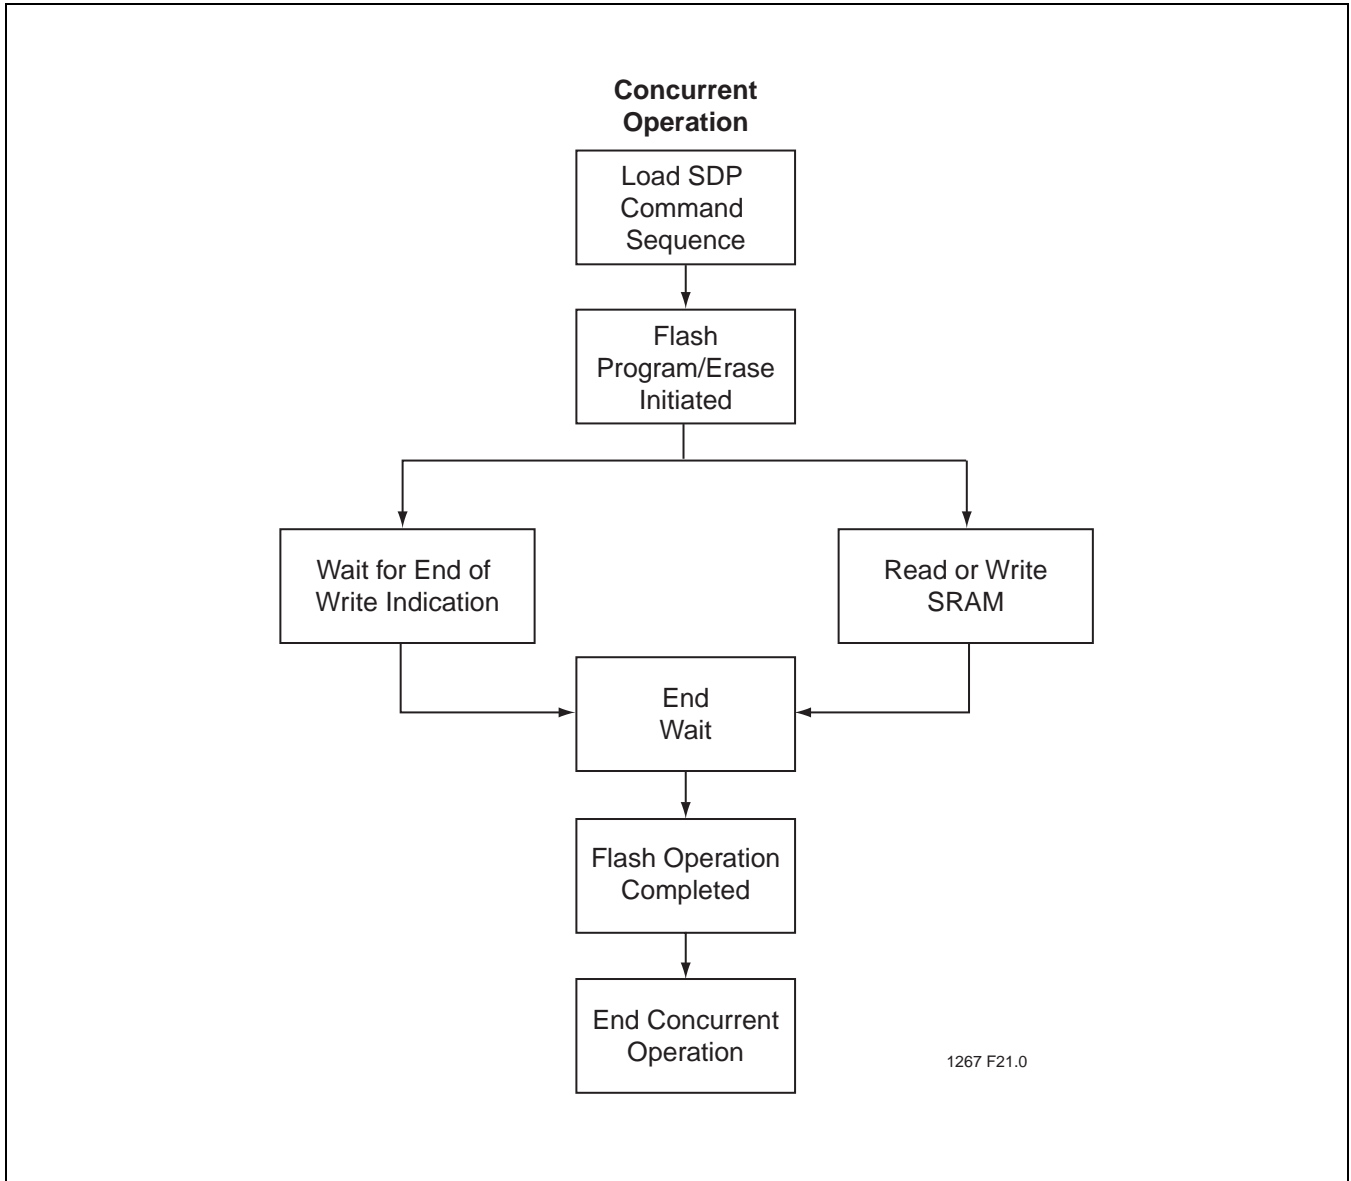 Concurrent
Operation
Load SDP
Command
Sequence
Flash
Program/Erase
Initiated
Wait for End of
Write Indication
Read or Write
SRAM
End
Wait
Flash Operation
Completed
End Concurrent
Operation
1267 F21.0